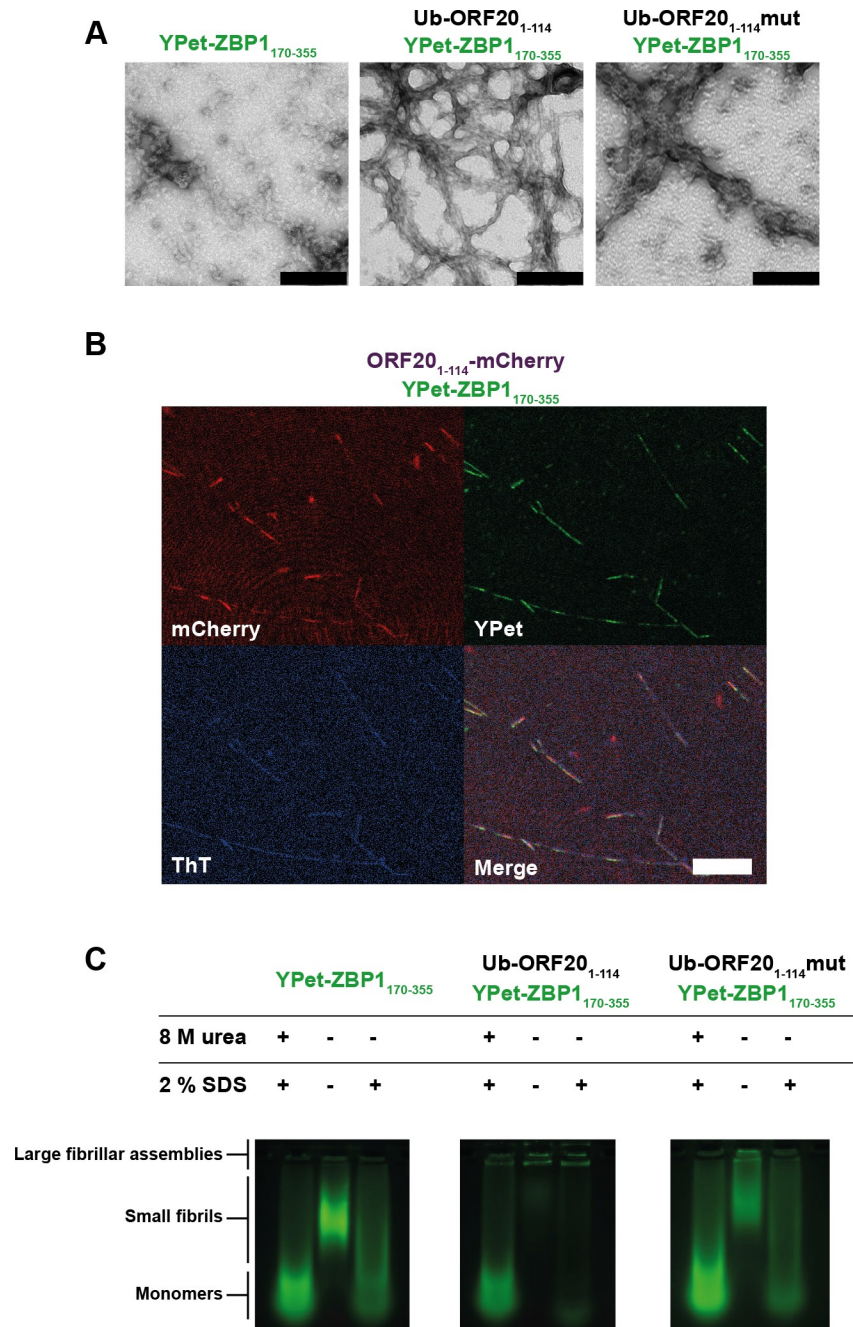 A
YPet-ZBP1170-355
Ub-ORF201-114
YPet-ZBP1170-355
Ub-ORF201-114mut
YPet-ZBP1170-355
B
ORF201-114-mCherry
YPet-ZBP1170-355
mCherry
YPet
ThT
Merge
C
YPet-ZBP1170-355
Ub-ORF201-114
YPet-ZBP1170-355
Ub-ORF201-114mut
YPet-ZBP1170-355
8 M urea + - - + - - + - -
2 % SDS + - + + - + + - +
Large fibrillar assemblies
Small fibrils
Monomers